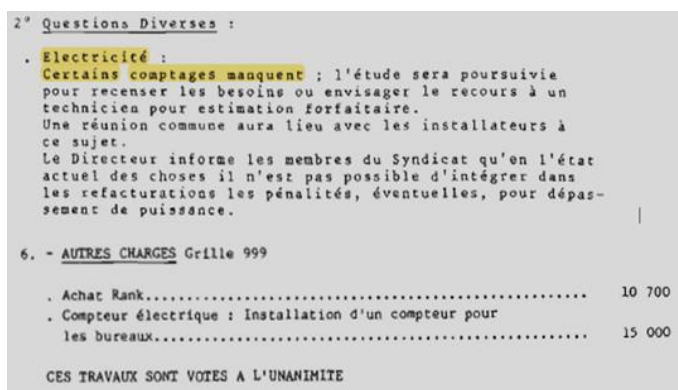 2° Questions Diverses :
. Electricité :
Certains comptages manquent ; l'étude sera poursuivie
pour recenser les besoins ou envisager le recours à un
technicien pour estimation forfaitaire.
Une réunion commune aura lieu avec les installateurs à
ce sujet.
Le Directeur informe les membres du Syndicat qu'en l'état
actuel des choses il n'est pas possible d'intégrer dans
les refacturations les pénalités, éventuelles, pour dépas-
sement de puissance.
6. - AUTRES CHARGES Grille 999
. Achat Rank...................................................... 10 700
. Compteur électrique : Installation d'un compteur pour
les bureaux..................................................... 15 000
CES TRAVAUX SONT VOTES A L'UNANIMITE